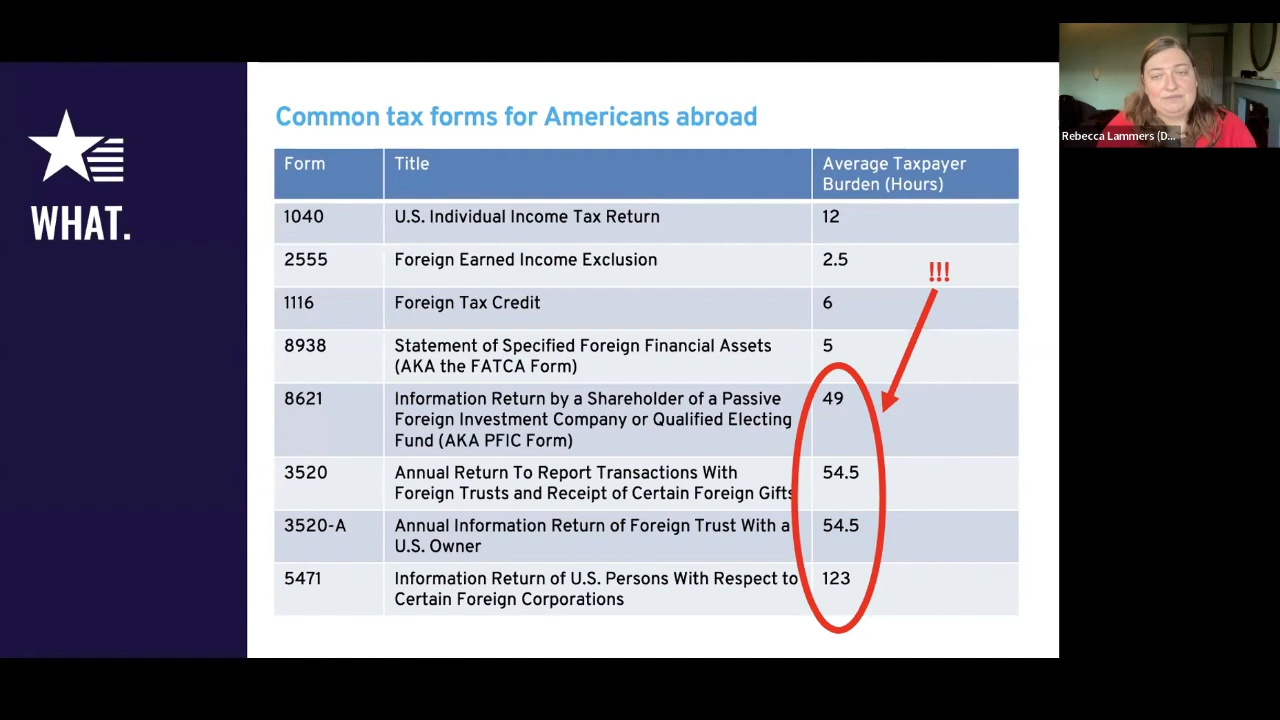 WHAT.
Common tax forms for Americans abroad
Form Title Average Taxpayer
Burden (Hours)
1040 U.S. Individual Income Tax Return 12
2555 Foreign Earned Income Exclusion 2.5
!!!
1116 Foreign Tax Credit 6
8938 Statement of Specified Foreign Financial Assets 5
(AKA the FATCA Form)
8621 Information Return by a Shareholder of a Passive 49
Foreign Investment Company or Qualified Electing
Fund (AKA PFIC Form)
3520 Annual Return To Report Transactions With 54.5
Foreign Trusts and Receipt of Certain Foreign Gifts
3520-A Annual Information Return of Foreign Trust With a 54.5
U.S. Owner
5471 Information Return of U.S. Persons With Respect to 123
Certain Foreign Corporations
Rebecca Lammers (D...